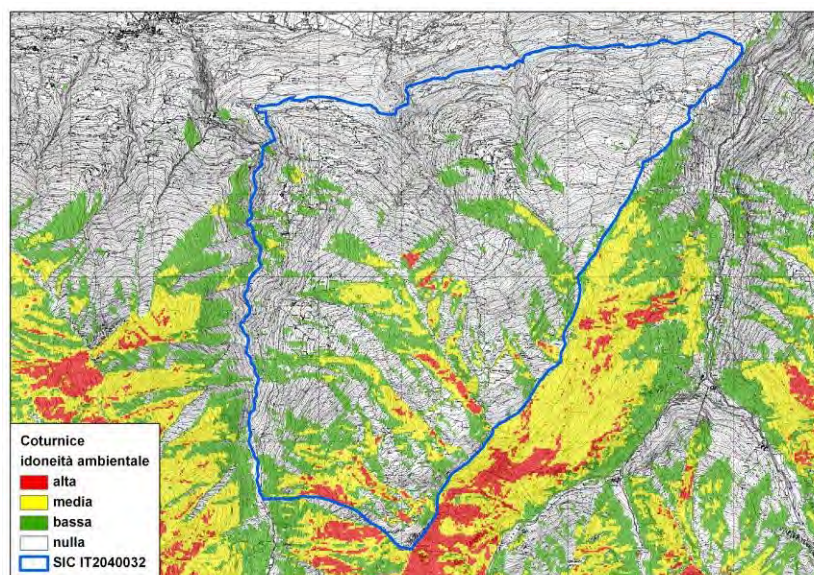 Coturnice
idoneità ambientale
alta
media
bassa
nulla
SIC IT2040032